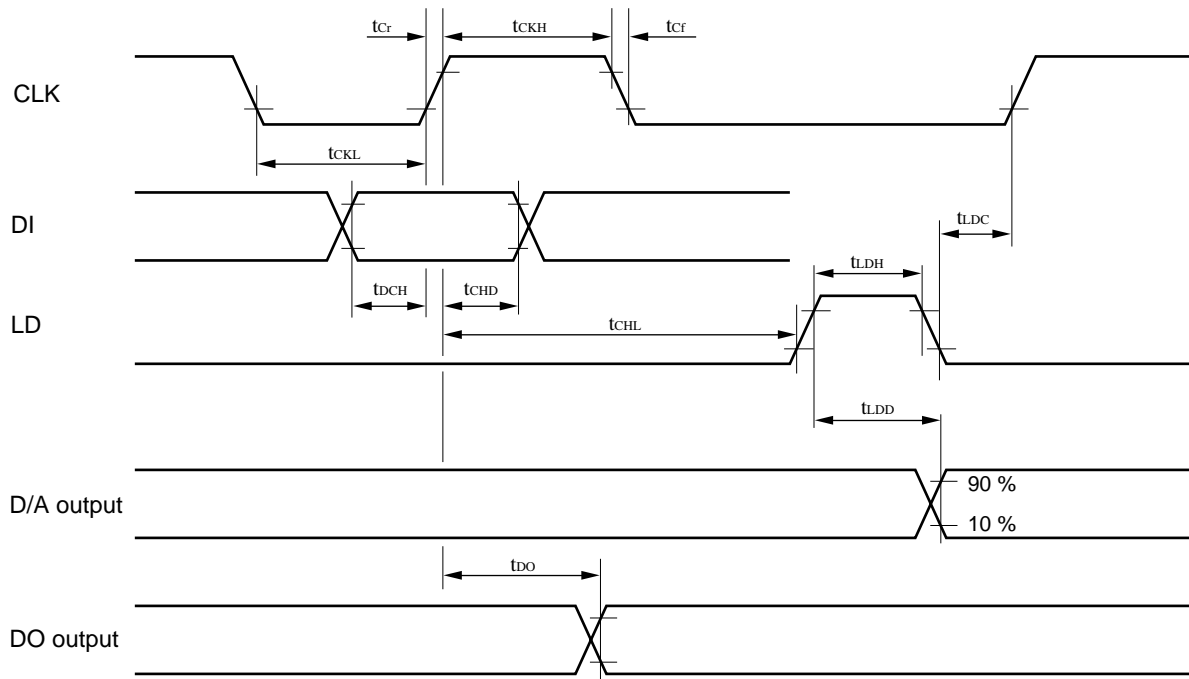 tCr
tCKH
tCf
CLK
tCKL
DI
tLDC
tLDH
tDCH
tCHD
LD
tCHL
tLDD
D/A output
90 %
10 %
tDO
DO output